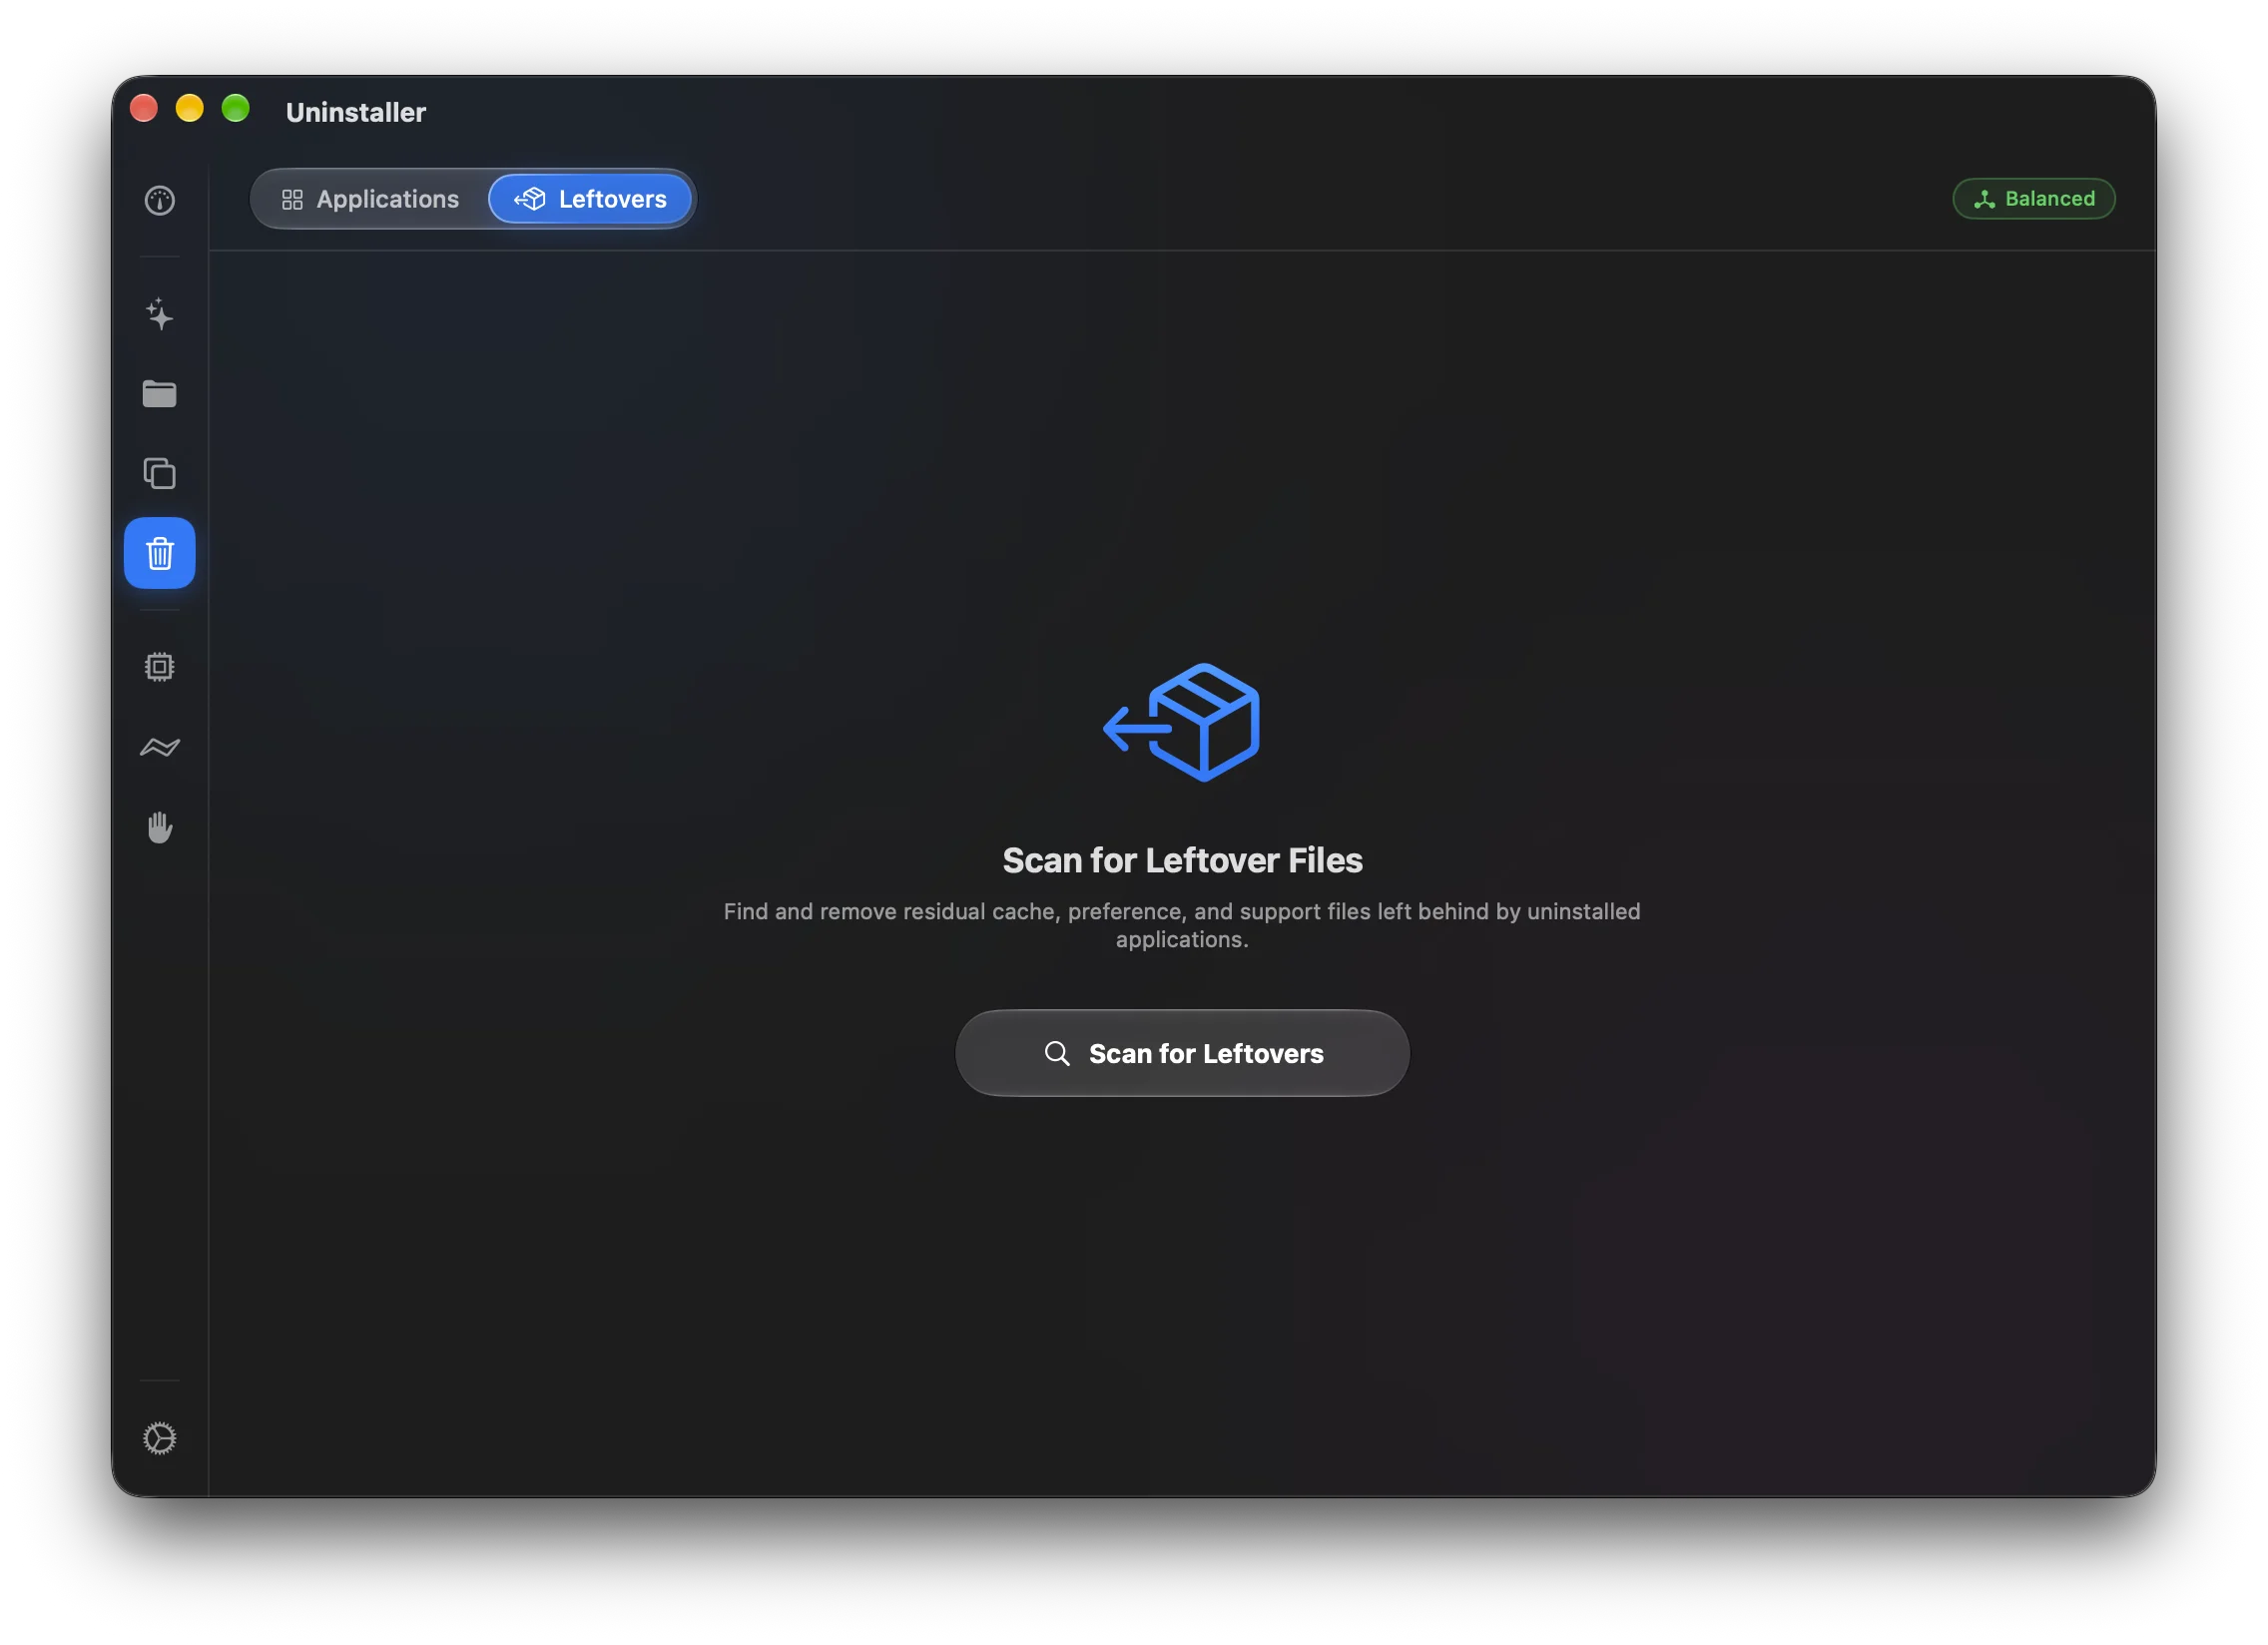 Uninstaller
Applications
Leftovers
Balanced
Scan for Leftover Files
Find and remove residual cache, preference, and support files left behind by uninstalled
applications.
Scan for Leftovers